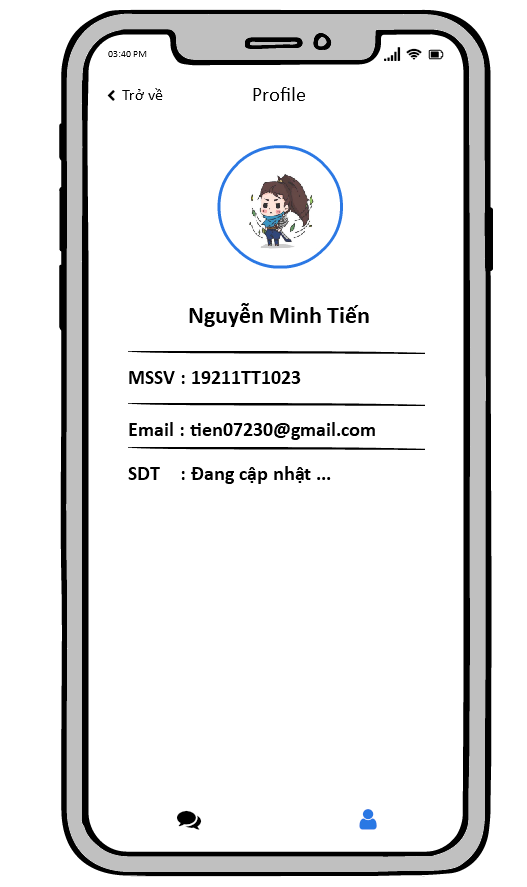 03:40 PM
Trở về
Profile
Nguyễn Minh Tiến
MSSV : 19211TT1023
Email : tien07230@gmail.com
SDT : Đang cập nhật ...